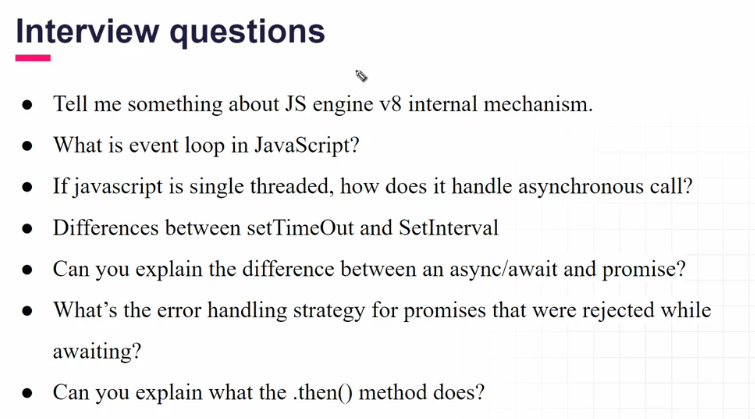 Interview questions
● Tell me something about JS engine v8 internal mechanism.
● What is event loop in JavaScript?
● If javascript is single threaded, how does it handle asynchronous call?
● Differences between setTimeOut and SetInterval
● Can you explain the difference between an async/await and promise?
● What’s the error handling strategy for promises that were rejected while
awaiting?
● Can you explain what the .then() method does?